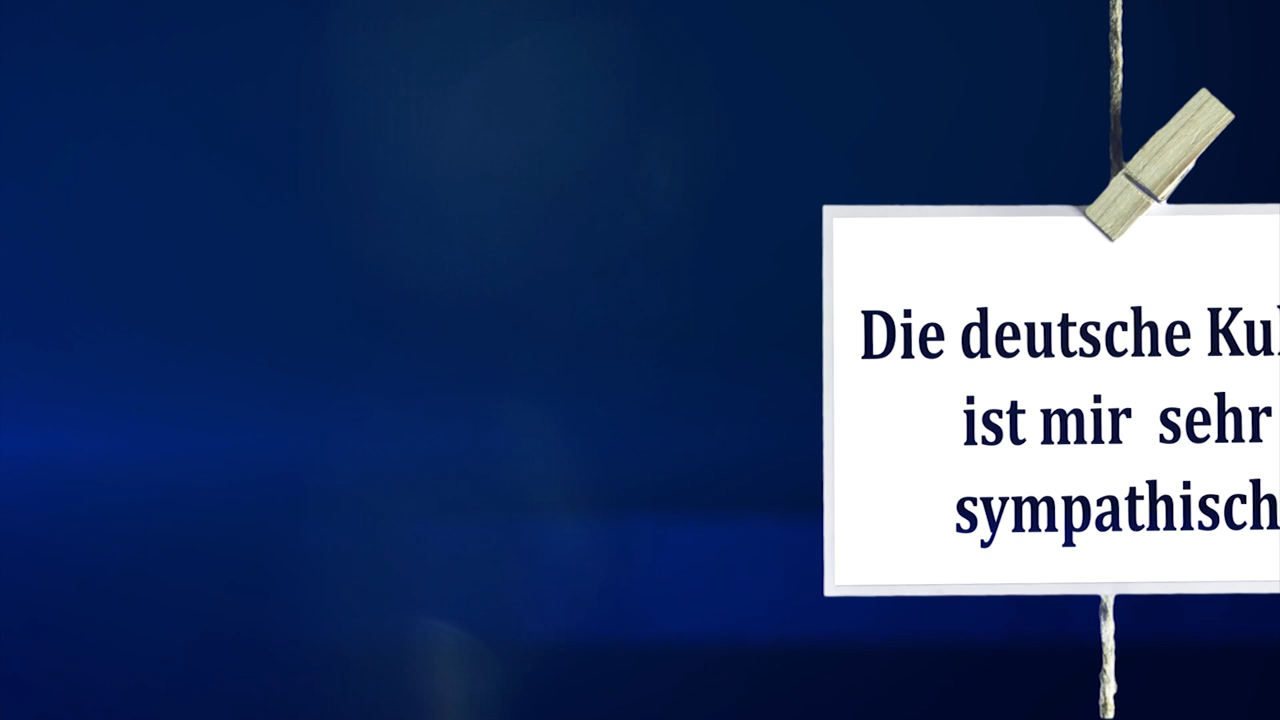 Die deutsche Ku
ist mir sehr
sympathisch